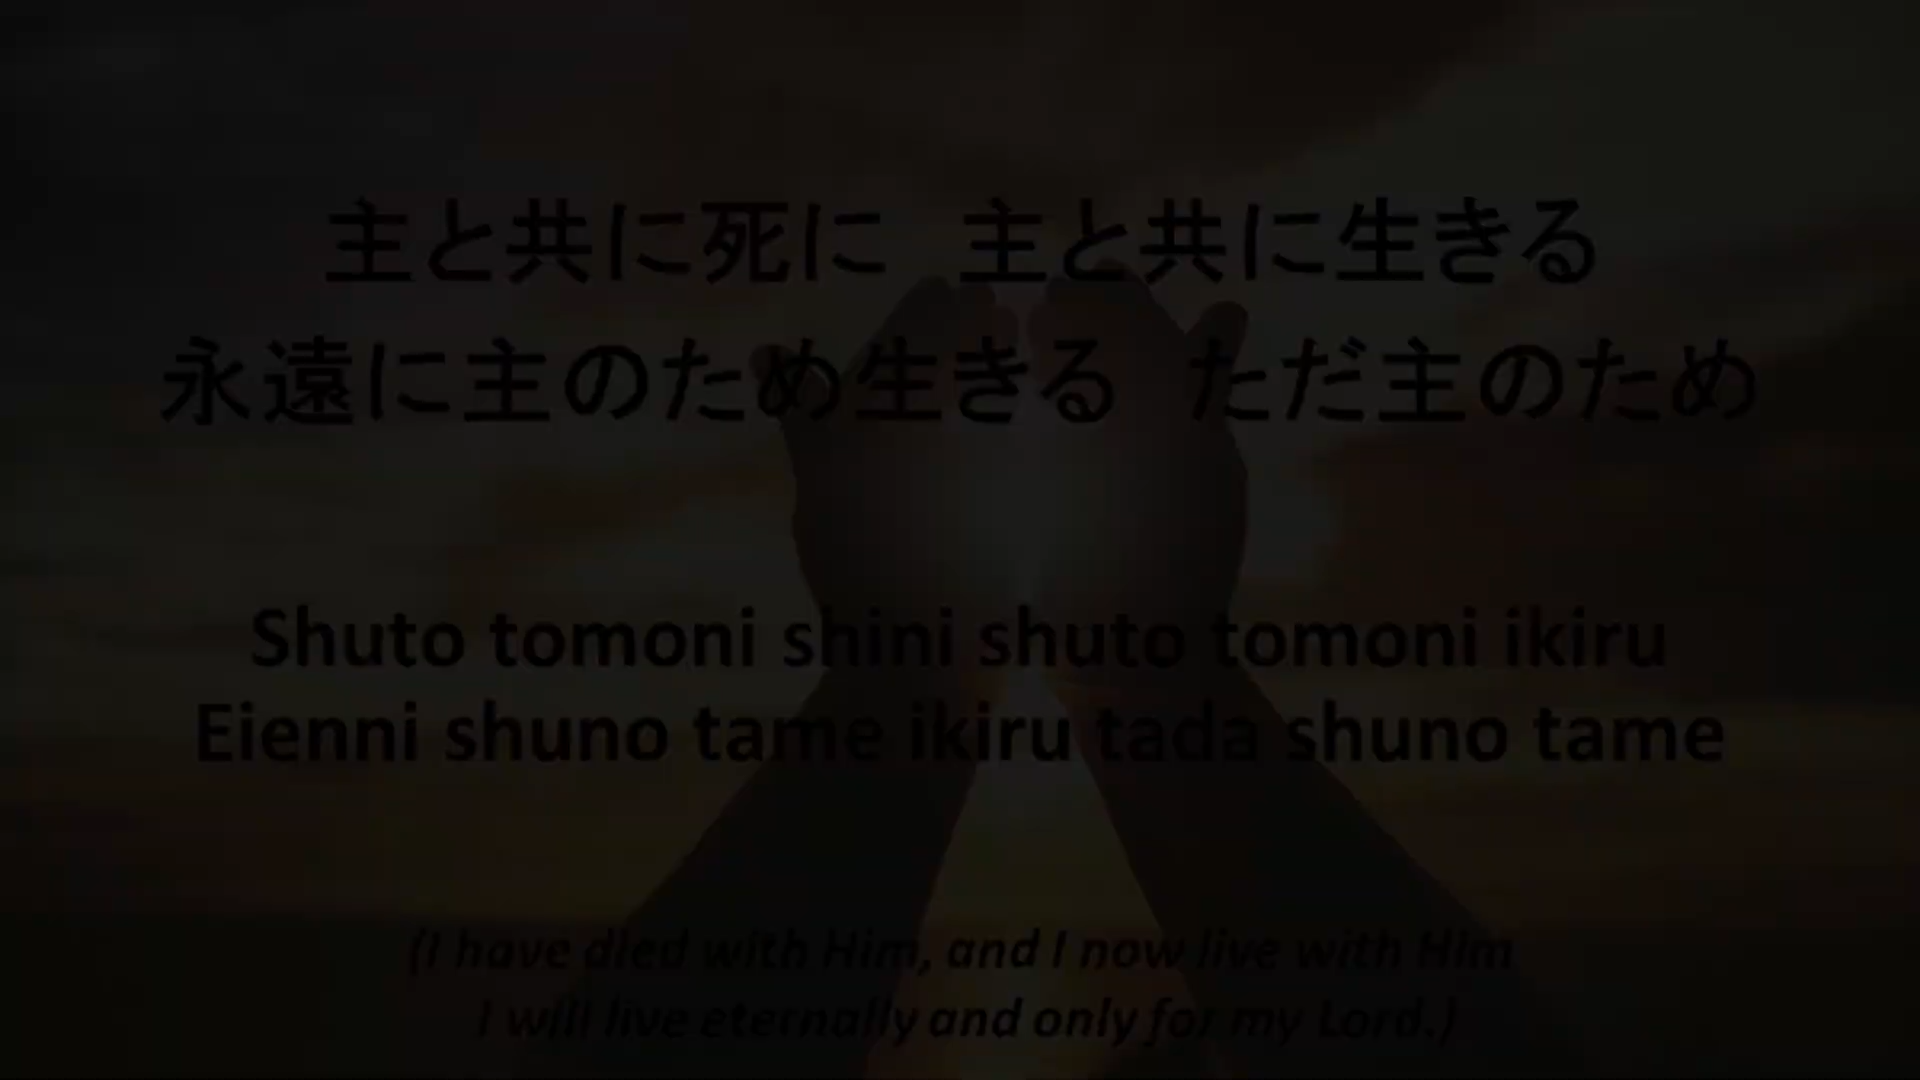 主と共に死に　主と共に生きる
永遠に主のため生きる　ただ主のため
Shuto tomoni shini shuto tomoni ikiru
Eienni shuno tame ikiru tada shuno tame
(I have died with Him, and I now live with Him
I will live eternally and only for my Lord.)